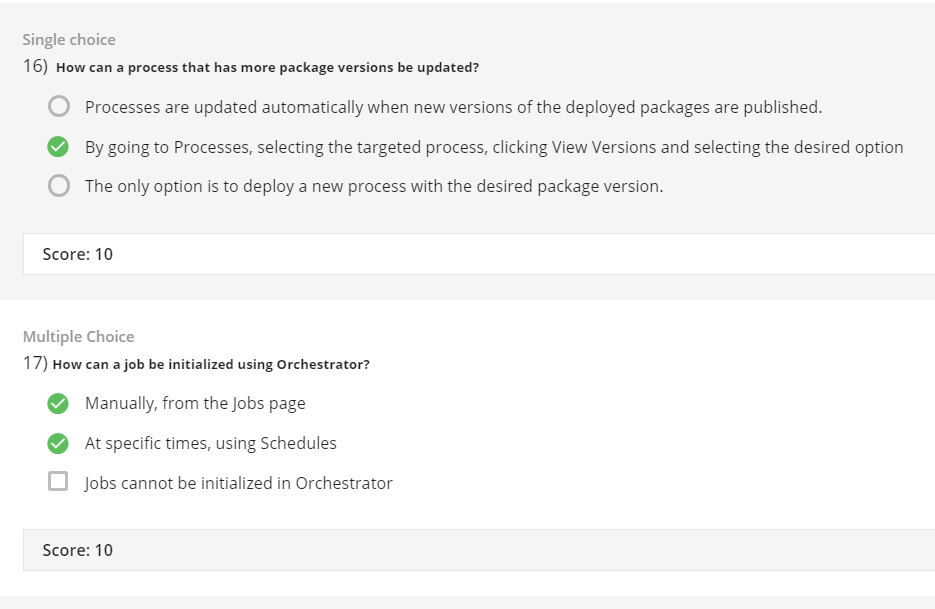 Single choice
16) How can a process that has more package versions be updated?
Processes are updated automatically when new versions of the deployed packages are published.
By going to Processes, selecting the targeted process, clicking View Versions and selecting the desired option
The only option is to deploy a new process with the desired package version.
Score: 10
Multiple Choice
17) How can a job be initialized using Orchestrator?
Manually, from the Jobs page
At specific times, using Schedules
Jobs cannot be initialized in Orchestrator
Score: 10